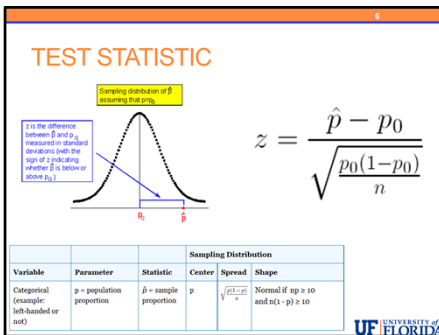 6
TEST STATISTIC
Sampling distribution of p̂
assuming that p=p₀
z is the difference
between p̂ and p₀
measured in standard
deviations (with the
sign of z indicating
whether p̂ is below or
above p₀)
z = (p̂ − p₀) / √(p₀(1−p₀)/n)
p₀ p̂
Sampling Distribution
Variable Parameter Statistic Center Spread Shape
Categorical p = population p̂ = sample p √(p(1−p)/n) Normal if np ≥ 10
(example: proportion proportion and n(1 - p) ≥ 10
left-handed or
not)
UF UNIVERSITY of
FLORIDA